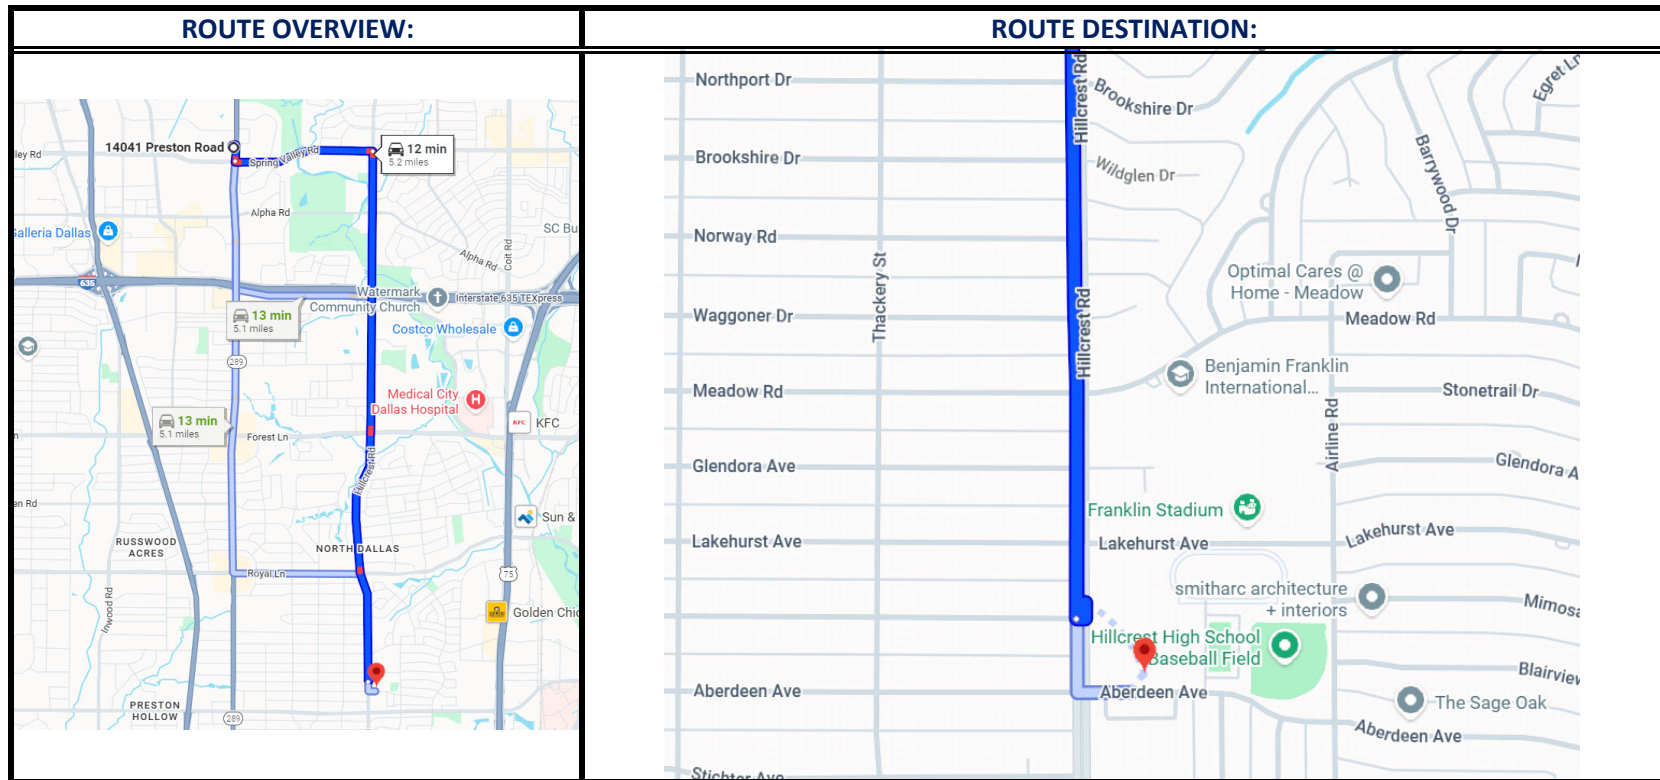 ROUTE OVERVIEW:
ROUTE DESTINATION:
14041 Preston Road
ley Rd
Spring Valley Rd
12 min
5.2 miles
Alpha Rd
Galleria Dallas
SC Bu
Alpha Rd
Coit Rd
635
Watermark
Community Church
Interstate 635 TEXpress
13 min
5.1 miles
Costco Wholesale
289
Medical City
Dallas Hospital
H
KFC
KFC
13 min
5.1 miles
Forest Ln
Hillcrest Rd
en Rd
Sun &
RUSSWOOD
ACRES
NORTH DALLAS
Royal Ln
75
Inwood Rd
Golden Chic
PRESTON
HOLLOW
289
Northport Dr
Hillcrest Rd
Brookshire Dr
Egret Ln
Brookshire Dr
Wildglen Dr
Barrywood Dr
Norway Rd
Thackery St
Optimal Cares @
Home - Meadow
Waggoner Dr
Hillcrest Rd
Meadow Rd
Meadow Rd
Benjamin Franklin
International...
Stonetrail Dr
Airline Rd
Glendora Ave
Glendora A
Franklin Stadium
Lakehurst Ave
Lakehurst Ave
Lakehurst Ave
smitharc architecture
+ interiors
Mimosa
Hillcrest High School
Baseball Field
Blairview
Aberdeen Ave
Aberdeen Ave
The Sage Oak
Aberdeen Ave
Stichter Ave